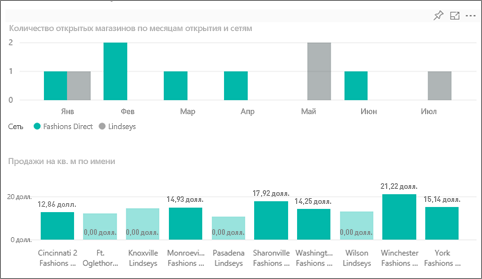 Количество открытых магазинов по месяцам открытия и сетям
2
1
0
Янв Фев Мар Апр Май Июн Июл
Сеть Fashions Direct Lindseys
Продажи на кв. м по имени
20 долл.
0 долл.
12,86 долл. 0,00 долл. 0,00 долл. 14,93 долл. 0,00 долл. 17,92 долл. 14,25 долл. 0,00 долл. 21,22 долл. 15,14 долл.
Cincinnati 2 Ft. Knoxville Monroevi... Pasadena Sharonville Washingt... Wilson Winchester York
Fashions ... Oglethor... Lindseys Fashions ... Lindseys Fashions ... Fashions ... Lindseys Fashions ... Fashions ...